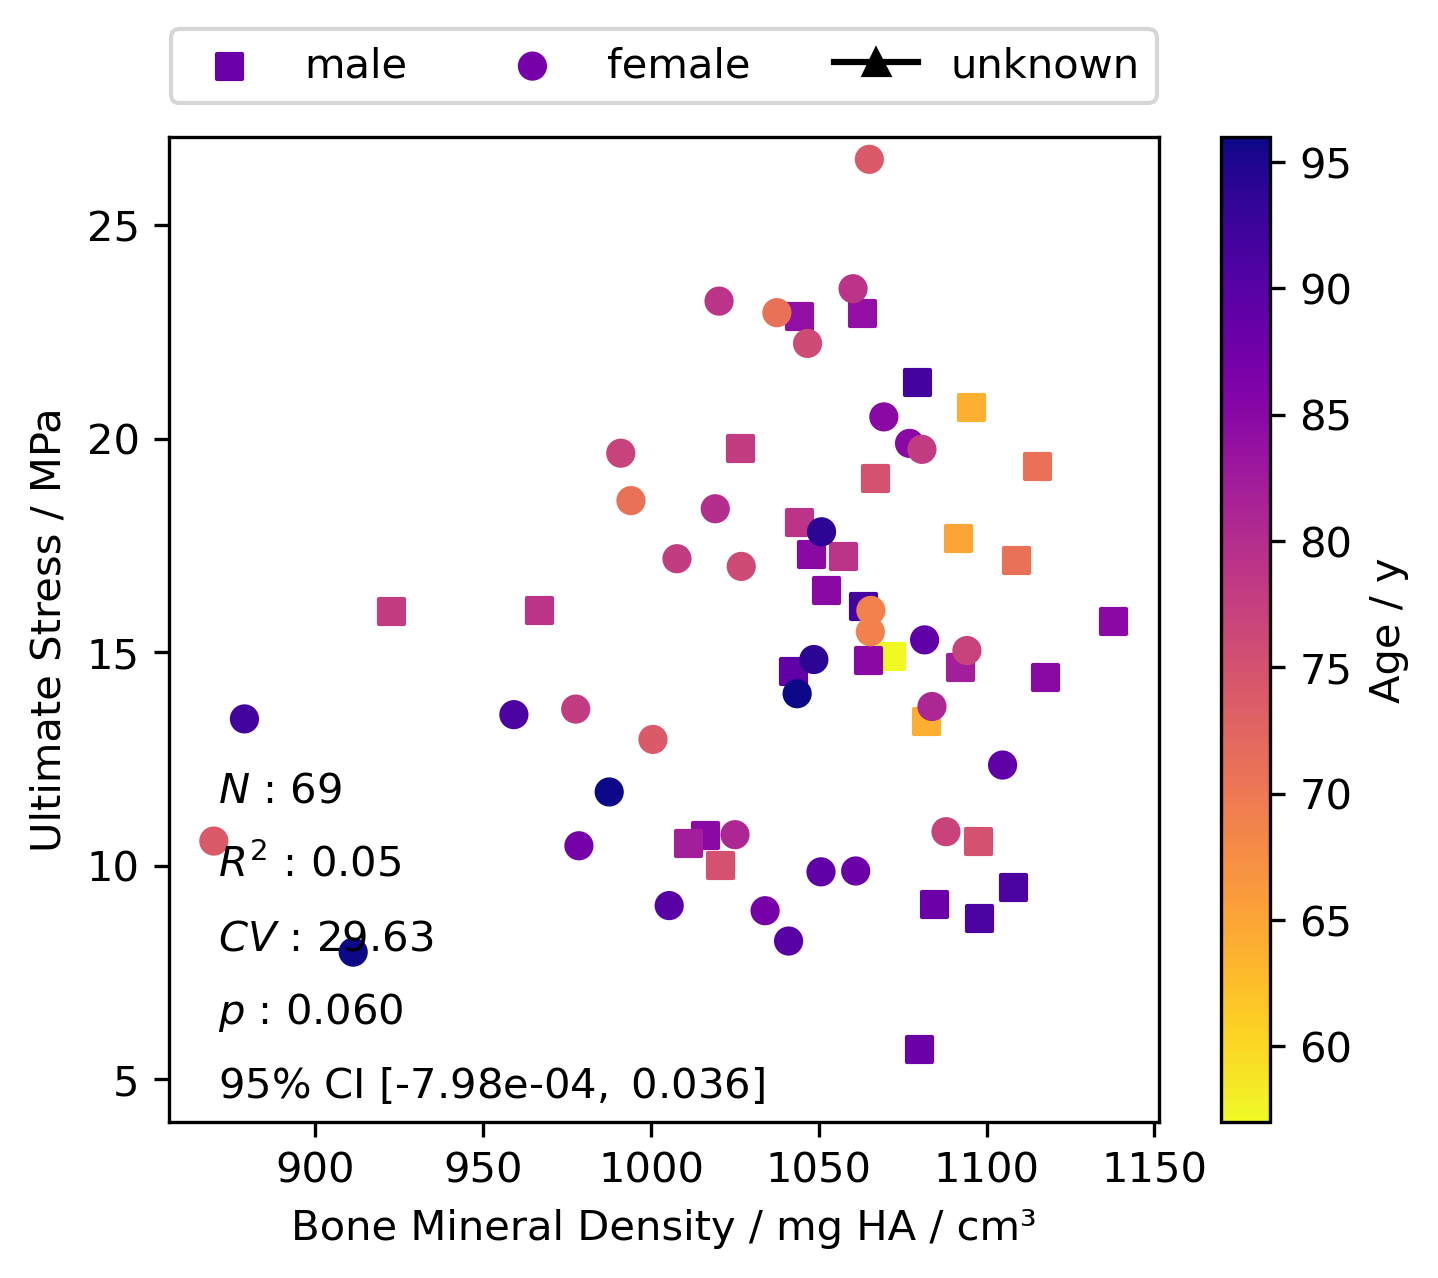 male female unknown
25
20
15
10
5
Ultimate Stress / MPa
N : 69
R² : 0.05
CV : 29.63
p : 0.060
95% CI [-7.98e-04, 0.036]
900 950 1000 1050 1100 1150
Bone Mineral Density / mg HA / cm³
95
90
85
80
75
70
65
60
Age / y